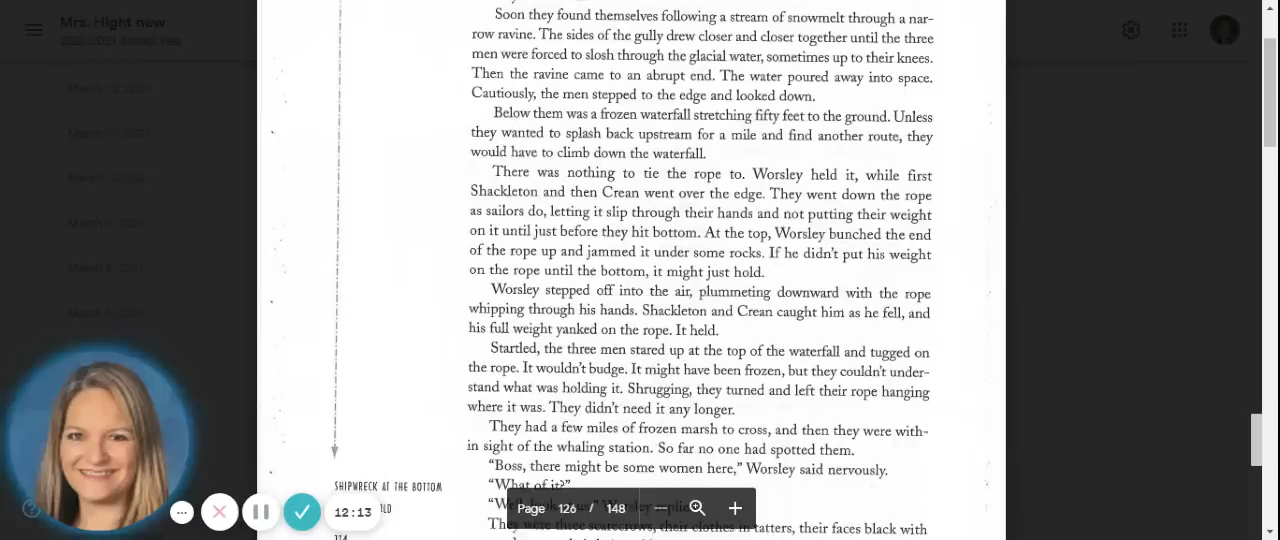 Mrs. Hight new
2020/2021 School Year
Soon they found themselves following a stream of snowmelt through a nar-
row ravine. The sides of the gully drew closer and closer together until the three
men were forced to slosh through the glacial water, sometimes up to their knees.
Then the ravine came to an abrupt end. The water poured away into space.
Cautiously, the men stepped to the edge and looked down.
Below them was a frozen waterfall stretching fifty feet to the ground. Unless
they wanted to splash back upstream for a mile and find another route, they
would have to climb down the waterfall.
There was nothing to tie the rope to. Worsley held it, while first
Shackleton and then Crean went over the edge. They went down the rope
as sailors do, letting it slip through their hands and not putting their weight
on it until just before they hit bottom. At the top, Worsley bunched the end
of the rope up and jammed it under some rocks. If he didn't put his weight
on the rope until the bottom, it might just hold.
Worsley stepped off into the air, plummeting downward with the rope
whipping through his hands. Shackleton and Crean caught him as he fell, and
his full weight yanked on the rope. It held.
Startled, the three men stared up at the top of the waterfall and tugged on
the rope. It wouldn't budge. It might have been frozen, but they couldn't under-
stand what was holding it. Shrugging, they turned and left their rope hanging
where it was. They didn't need it any longer.
They had a few miles of frozen marsh to cross, and then they were with-
in sight of the whaling station. So far no one had spotted them.
"Boss, there might be some women here," Worsley said nervously.
"What of it?"
They were three scarecrows, their clothes in tatters, their faces black with
SHIPWRECK AT THE BOTTOM
12:13
Page 126 / 148